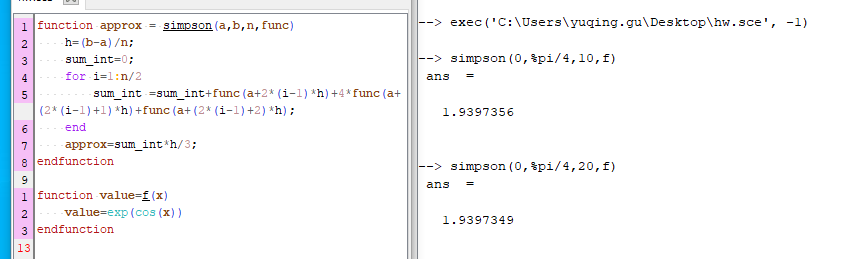 1 function approx = simpson(a,b,n,func)
2 h=(b-a)/n;
3 sum_int=0;
4 for i=1:n/2
5 sum_int =sum_int+func(a+2*(i-1)*h)+4*func(a+
(2*(i-1)+1)*h)+func(a+(2*(i-1)+2)*h);
6 end
7 approx=sum_int*h/3;
8 endfunction
9
1 function value=f(x)
2 value=exp(cos(x))
3 endfunction
13
--> exec('C:\Users\yuqing.gu\Desktop\hw.sce', -1)
--> simpson(0,%pi/4,10,f)
ans =
1.9397356
--> simpson(0,%pi/4,20,f)
ans =
1.9397349